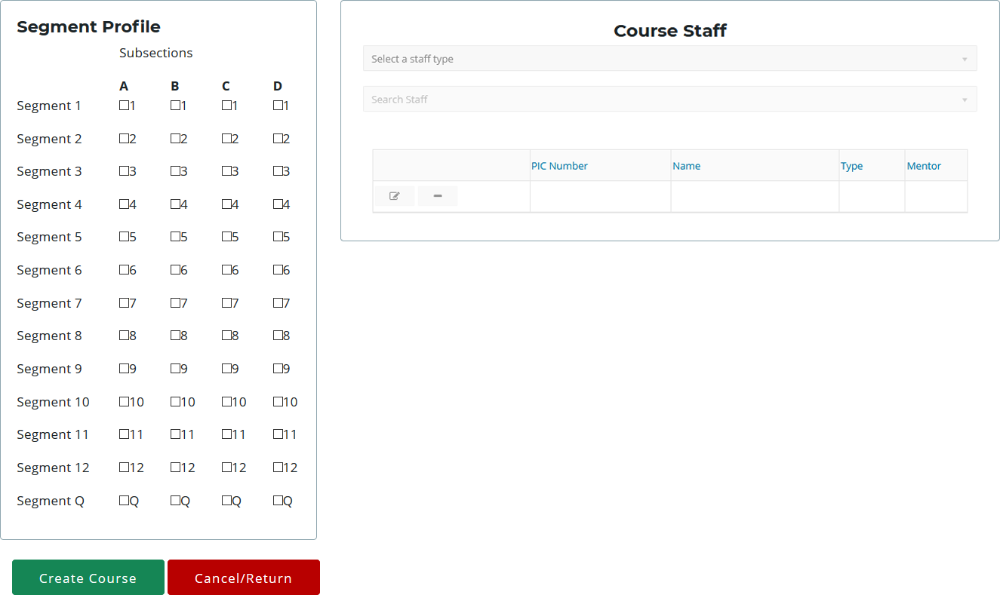 Segment Profile
Subsections
A B C D
Segment 1 1 1 1 1
Segment 2 2 2 2 2
Segment 3 3 3 3 3
Segment 4 4 4 4 4
Segment 5 5 5 5 5
Segment 6 6 6 6 6
Segment 7 7 7 7 7
Segment 8 8 8 8 8
Segment 9 9 9 9 9
Segment 10 10 10 10 10
Segment 11 11 11 11 11
Segment 12 12 12 12 12
Segment Q Q Q Q Q
Create Course Cancel/Return
Course Staff
Select a staff type
Search Staff
PIC Number Name Type Mentor